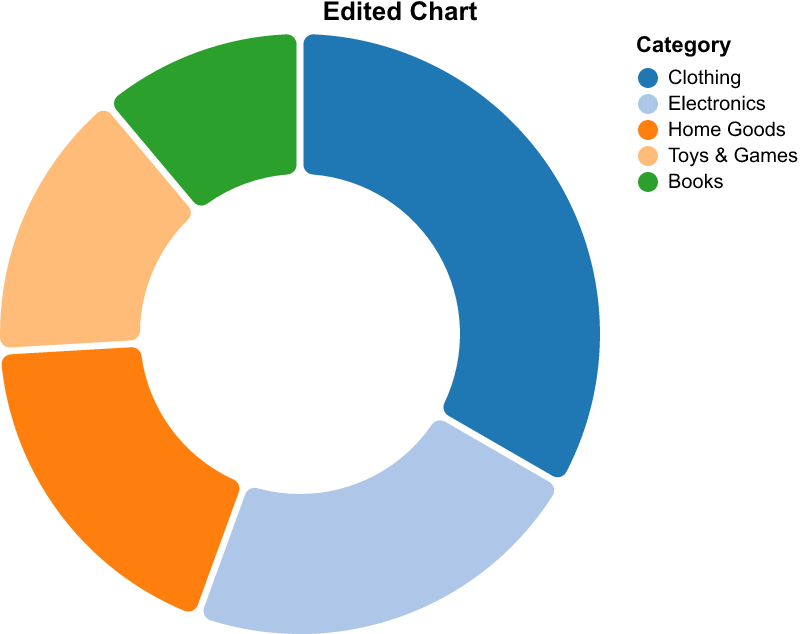 Edited Chart
Category
Clothing
Electronics
Home Goods
Toys & Games
Books